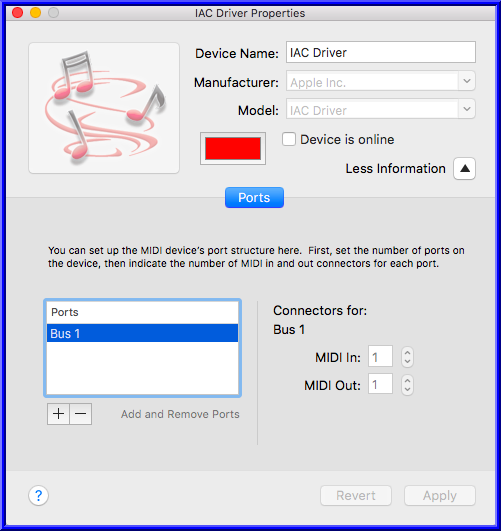 IAC Driver Properties
Device Name: IAC Driver
Manufacturer: Apple Inc.
Model: IAC Driver
Device is online
Less Information
Ports
You can set up the MIDI device's port structure here. First, set the number of ports on
the device, then indicate the number of MIDI in and out connectors for each port.
Ports
Bus 1
Add and Remove Ports
Connectors for:
Bus 1
MIDI In: 1
MIDI Out: 1
?
Revert
Apply